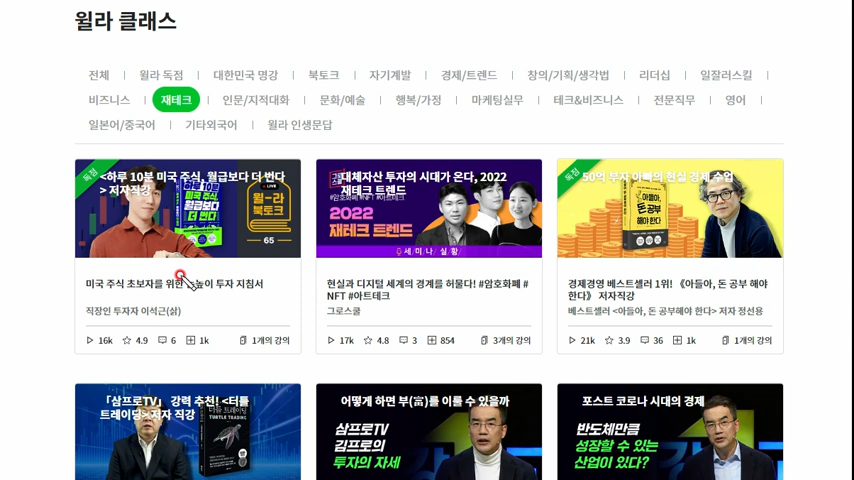 윌라 클래스
전체 | 윌라 독점 | 대한민국 명강 | 북토크 | 자기계발 | 경제/트렌드 | 창의/기획/생각법 | 리더십 | 일잘러스킬 |
비즈니스 | 재테크 | 인문/지적대화 | 문화/예술 | 행복/가정 | 마케팅실무 | 테크&비즈니스 | 전문직무 | 영어 |
일본어/중국어 | 기타외국어 | 윌라 인생문답
독점
<하루 10분 미국 주식, 월급보다 더 번다
> 저자직강
하루 10분
미국 주식,
월급보다
더 번다
LIVE
윌라
북토크
65
미국 주식 초보자를 위한
높이 투자 지침서
직장인 투자자 이석근(삵)
16k 4.9 6 1k 1개의 강의
대체자산 투자의 시대가 온다, 2022
재테크 트렌드
2022
재테크 트렌드
세/미/나/실/황/
현실과 디지털 세계의 경계를 허물다! #암호화폐 #
NFT #아트테크
그로스쿨
17k 4.8 3 854 3개의 강의
독점
50억 부자 아빠의 현실 경제 수업
아들아,
돈 공부
해야 한다
경제경영 베스트셀러 1위! 《아들아, 돈 공부 해야
한다》 저자직강
베스트셀러 <아들아, 돈 공부해야 한다> 저자 정선용
21k 3.9 36 1k 1개의 강의
「삼프로TV」 강력 추천! <터틀
트레이딩> 저자 직강
터틀 트레이딩
TURTLE TRADING
어떻게 하면 부(富)를 이룰 수 있을까
삼프로TV
김프로의
투자의 자세
포스트 코로나 시대의 경제
반도체만큼
성장할 수 있는
산업이 있다?